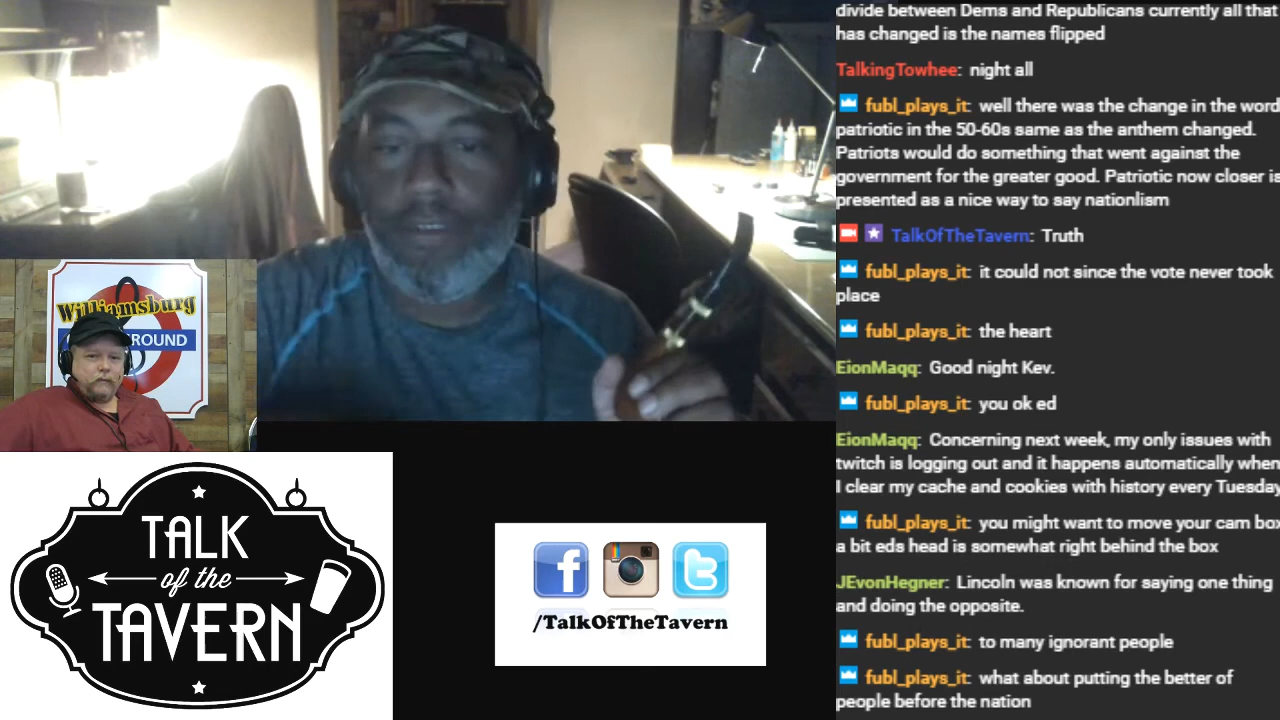 divide between Dems and Republicans currently all that
has changed is the names flipped
TalkingTowhee: night all
fubl_plays_it: well there was the change in the word
patriotic in the 50-60s same as the anthem changed.
Patriots would do something that went against the
government for the greater good. Patriotic now closer is
presented as a nice way to say nationlism
TalkOfTheTavern: Truth
fubl_plays_it: it could not since the vote never took
place
fubl_plays_it: the heart
EionMaqq: Good night Kev.
fubl_plays_it: you ok ed
EionMaqq: Concerning next week, my only issues with
twitch is logging out and it happens automatically when
I clear my cache and cookies with history every Tuesday
fubl_plays_it: you might want to move your cam box
a bit eds head is somewhat right behind the box
JEvonHegner: Lincoln was known for saying one thing
and doing the opposite.
fubl_plays_it: to many ignorant people
fubl_plays_it: what about putting the better of
people before the nation
Williamsburg
ROUND
TALK
of the
TAVERN
/TalkOfTheTavern